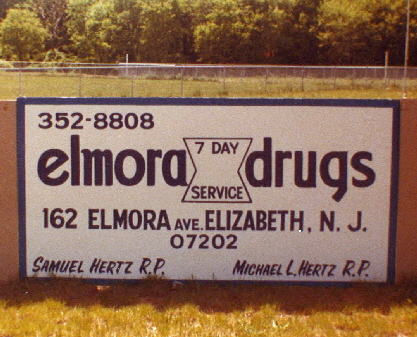 352-8808
elmora 7 DAY SERVICE drugs
162 ELMORA AVE. ELIZABETH, N. J.
07202
SAMUEL HERTZ R.P. MICHAEL L. HERTZ R.P.